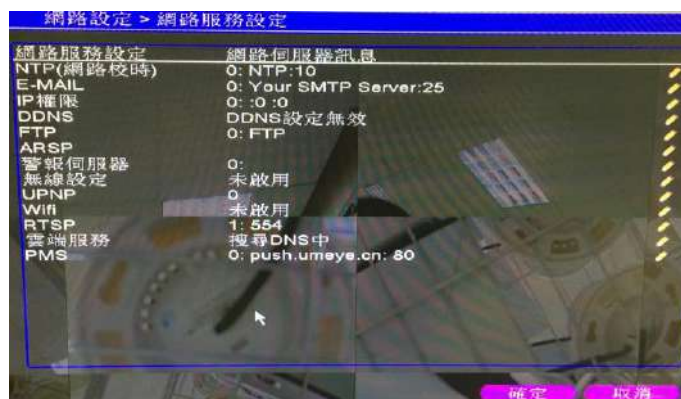 網路設定 > 網路服務設定
網路服務設定 網路伺服器訊息
NTP(網路校時) 0: NTP:10
E-MAIL 0: Your SMTP Server:25
IP權限 0: :0 :0
DDNS DDNS設定無效
FTP 0: FTP
ARSP
警報伺服器 0:
無線設定 未啟用
UPNP 0
Wifi 未啟用
RTSP 1: 554
雲端服務 搜尋DNS中
PMS 0: push.umeye.cn: 80
確定 取消